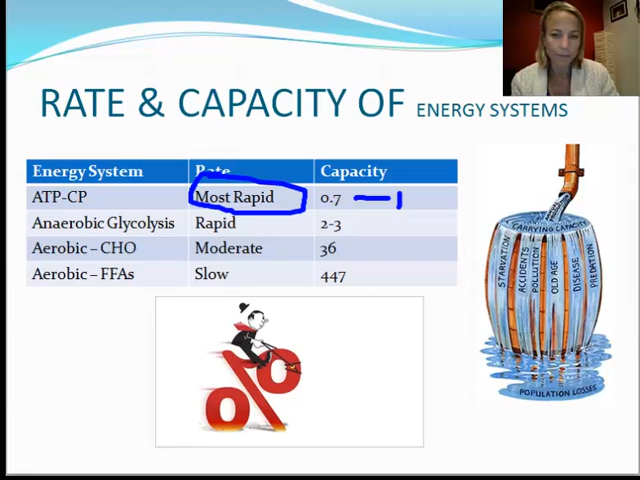 RATE & CAPACITY OF ENERGY SYSTEMS
Energy System Rate Capacity
ATP-CP Most Rapid 0.7 — 1
Anaerobic Glycolysis Rapid 2-3
Aerobic – CHO Moderate 36
Aerobic – FFAs Slow 447
CARRYING CAPACITY
STARVATION
ACCIDENTS
POLLUTION
OLD AGE
DISEASE
PREDATION
POPULATION LOSSES
%